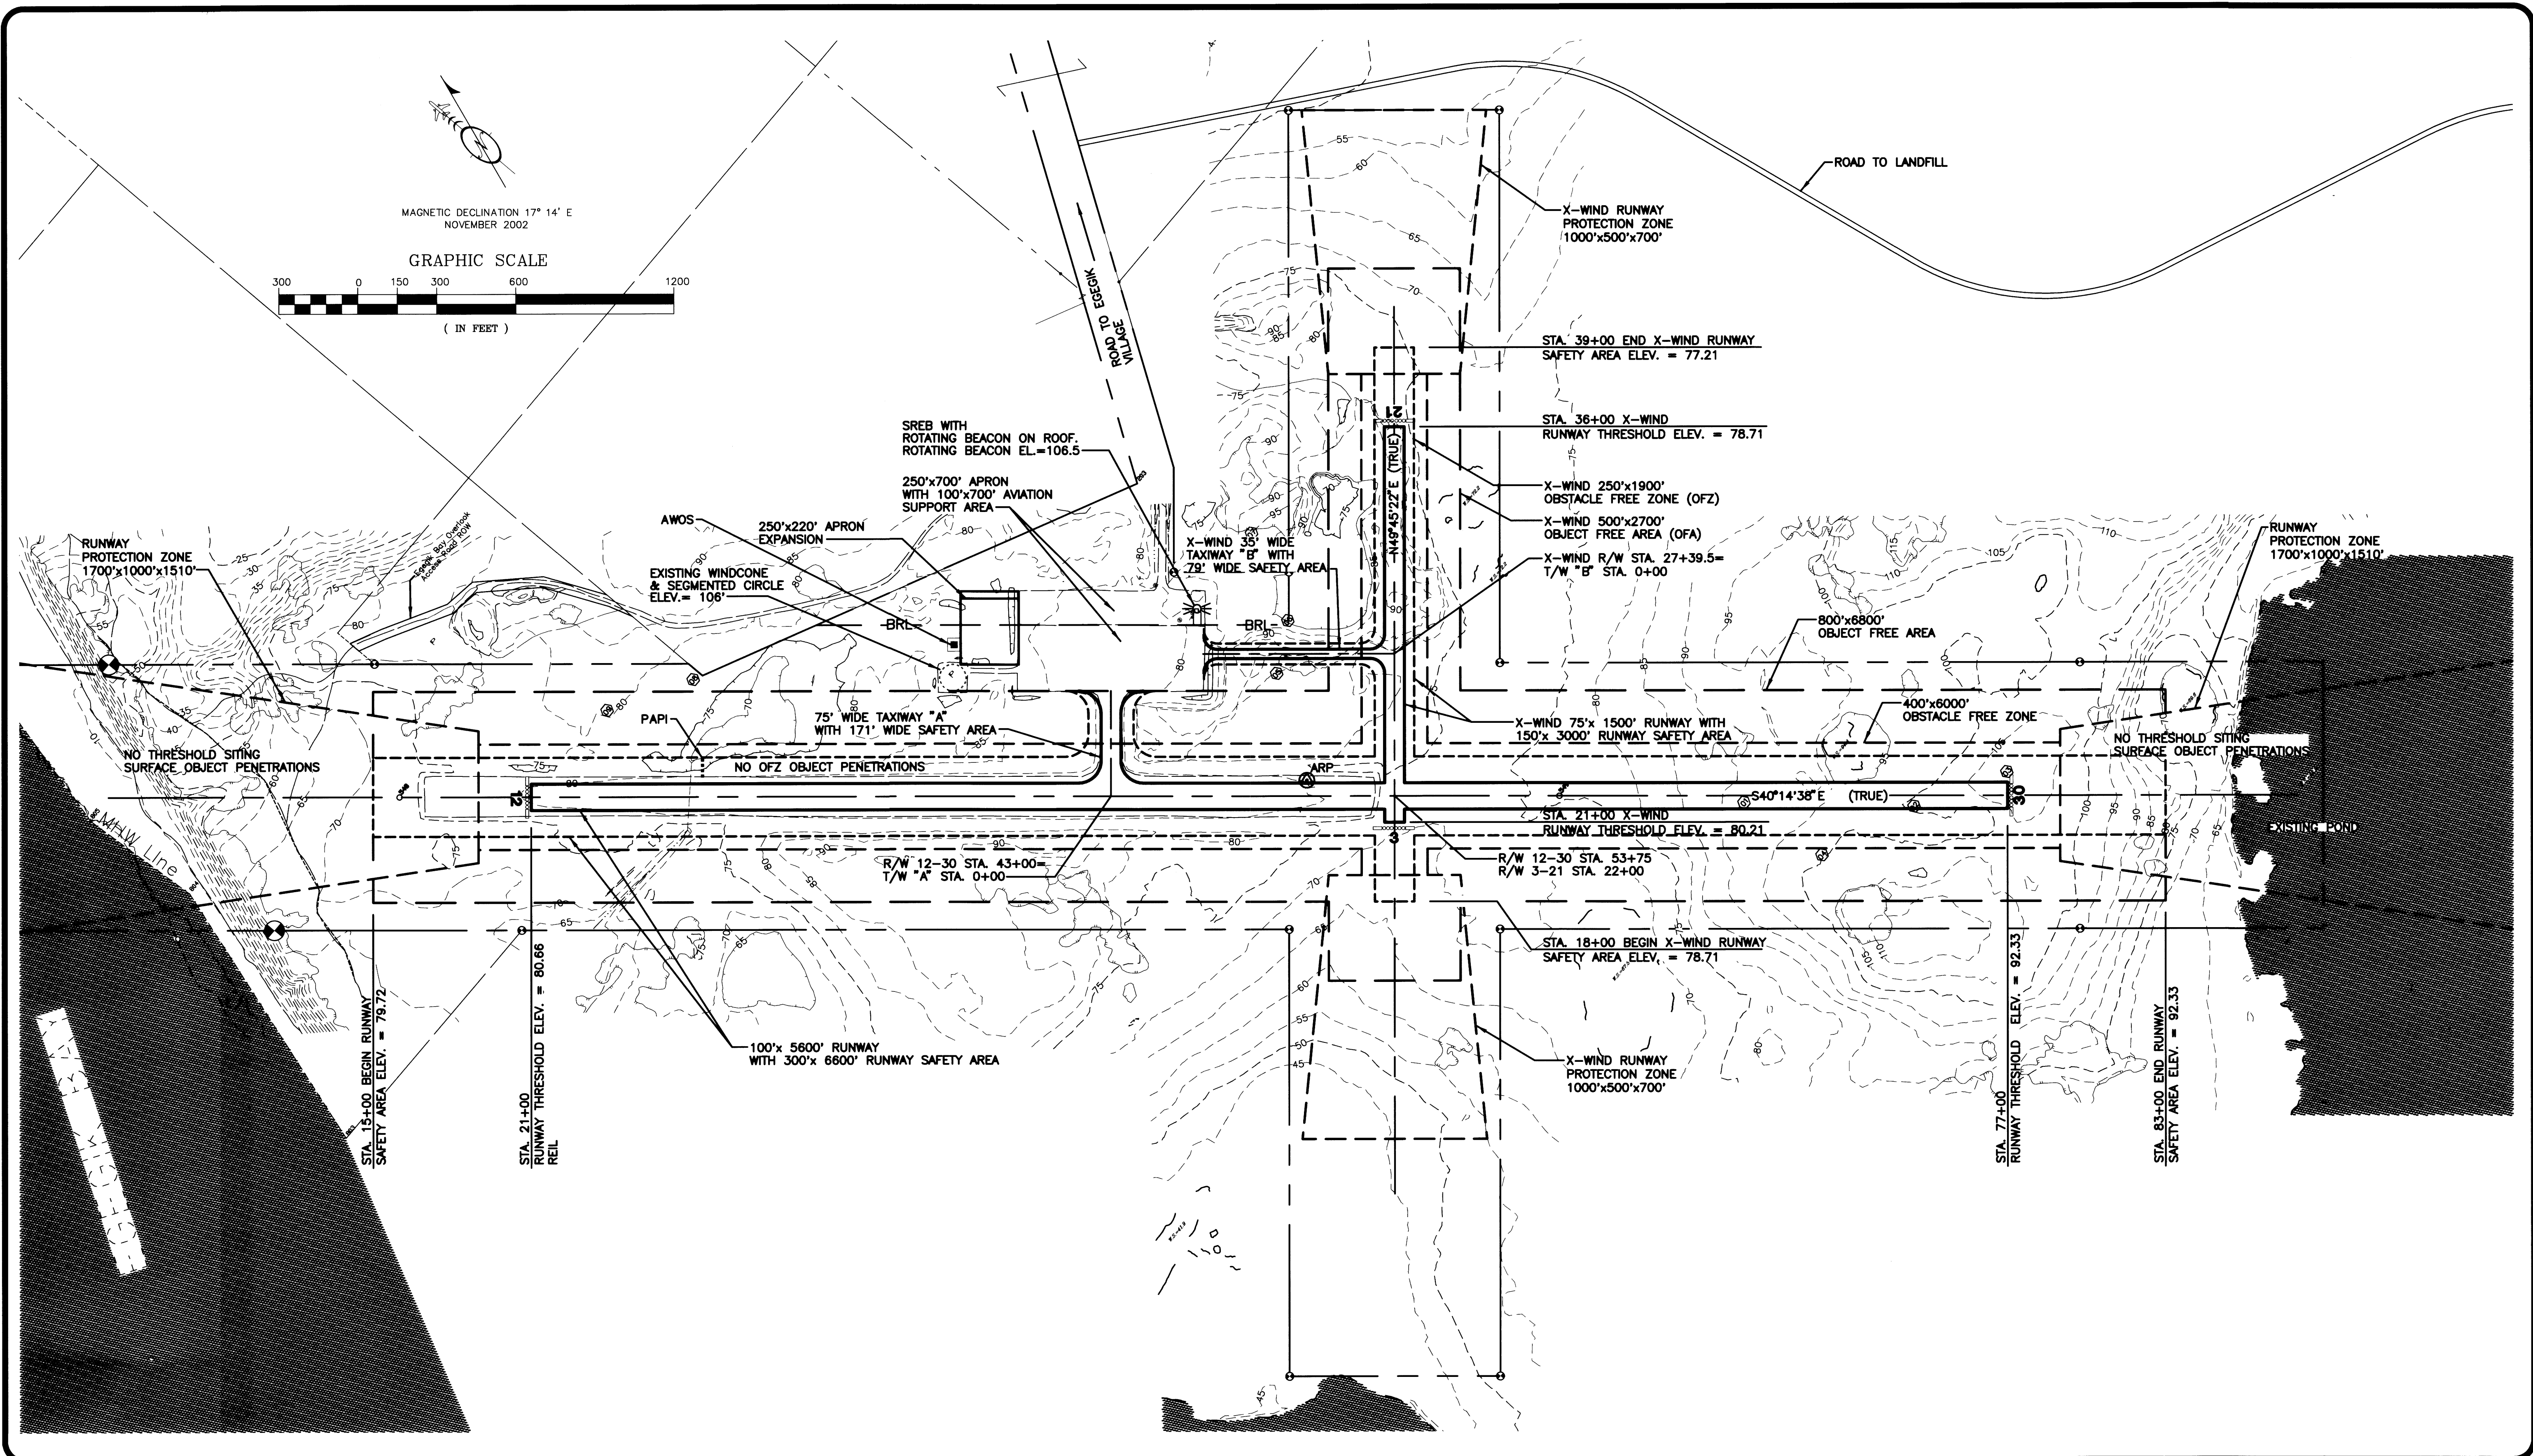 MAGNETIC DECLINATION 17° 14' E
NOVEMBER 2002
GRAPHIC SCALE
300 0 150 300 600 1200
( IN FEET )
ROAD TO EGEGIK
VILLAGE
ROAD TO LANDFILL
X-WIND RUNWAY
PROTECTION ZONE
1000'x500'x700'
STA. 39+00 END X-WIND RUNWAY
SAFETY AREA ELEV. = 77.21
STA. 36+00 X-WIND
RUNWAY THRESHOLD ELEV. = 78.71
X-WIND 250'x1900'
OBSTACLE FREE ZONE (OFZ)
X-WIND 500'x2700'
OBJECT FREE AREA (OFA)
X-WIND R/W STA. 27+39.5=
T/W "B" STA. 0+00
SREB WITH
ROTATING BEACON ON ROOF.
ROTATING BEACON EL.=106.5
250'x700' APRON
WITH 100'x700' AVIATION
SUPPORT AREA
AWOS
250'x220' APRON
EXPANSION
EXISTING WINDCONE
& SEGMENTED CIRCLE
ELEV.= 106'
X-WIND 35' WIDE
TAXIWAY "B" WITH
79' WIDE SAFETY AREA
21
N49°45'22"E (TRUE)
RUNWAY
PROTECTION ZONE
1700'x1000'x1510'
Egegik Bay Overlook
Access Road ROW
BRL
BRL
RUNWAY
PROTECTION ZONE
1700'x1000'x1510'
800'x6800'
OBJECT FREE AREA
400'x6000'
OBSTACLE FREE ZONE
PAPI
75' WIDE TAXIWAY "A"
WITH 171' WIDE SAFETY AREA
X-WIND 75'x 1500' RUNWAY WITH
150'x 3000' RUNWAY SAFETY AREA
NO THRESHOLD SITING
SURFACE OBJECT PENETRATIONS
NO OFZ OBJECT PENETRATIONS
ARP
NO THRESHOLD SITING
SURFACE OBJECT PENETRATIONS
12
S40°14'38"E (TRUE)
30
EXISTING POND
MHW Line
3
STA. 21+00 X-WIND
RUNWAY THRESHOLD ELEV. = 80.21
R/W 12-30 STA. 43+00=
T/W "A" STA. 0+00
R/W 12-30 STA. 53+75
R/W 3-21 STA. 22+00
STA. 18+00 BEGIN X-WIND RUNWAY
SAFETY AREA ELEV. = 78.71
100'x 5600' RUNWAY
WITH 300'x 6600' RUNWAY SAFETY AREA
X-WIND RUNWAY
PROTECTION ZONE
1000'x500'x700'
STA. 15+00 BEGIN RUNWAY
SAFETY AREA ELEV. = 79.72
STA. 21+00
RUNWAY THRESHOLD ELEV. = 80.66
REIL
STA. 77+00
RUNWAY THRESHOLD ELEV. = 92.33
STA. 83+00 END RUNWAY
SAFETY AREA ELEV. = 92.33
EGEGIK BAY